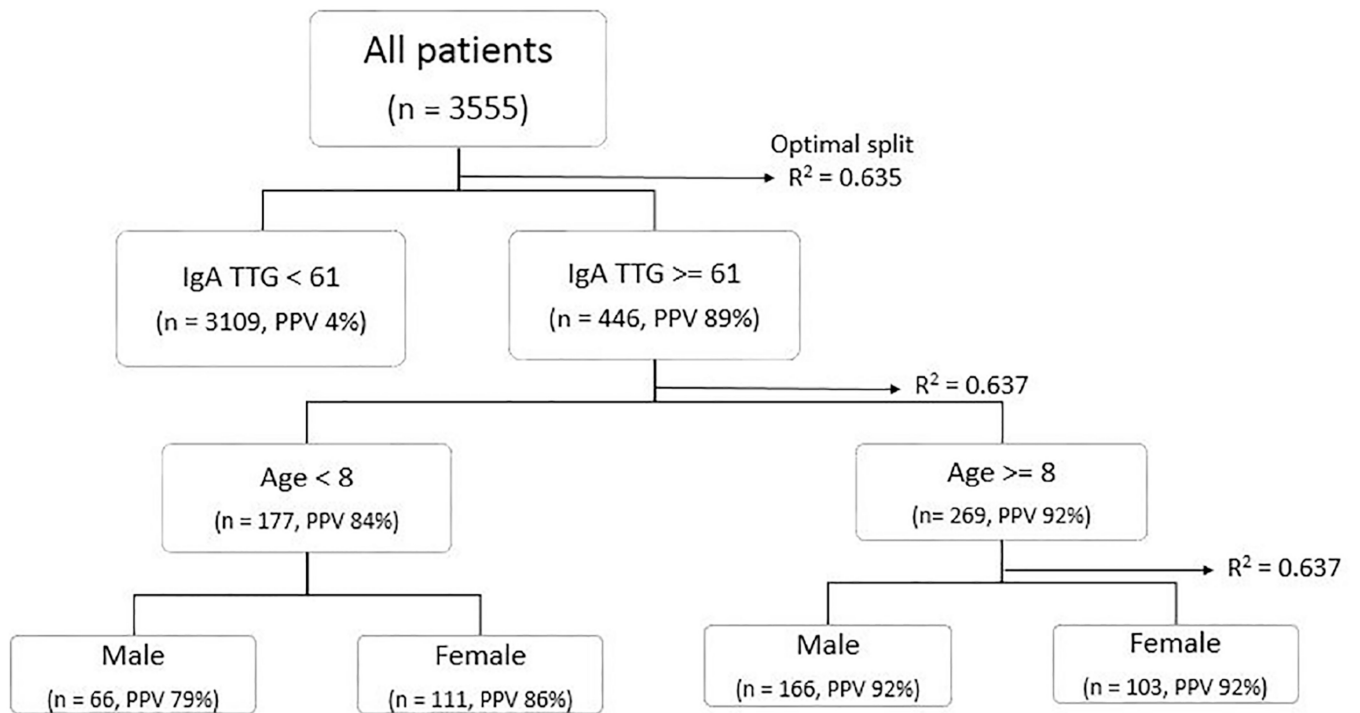 All patients
(n = 3555)
Optimal split
R² = 0.635
IgA TTG < 61
(n = 3109, PPV 4%)
IgA TTG >= 61
(n = 446, PPV 89%)
R² = 0.637
Age < 8
(n = 177, PPV 84%)
Age >= 8
(n= 269, PPV 92%)
R² = 0.637
Male
(n = 66, PPV 79%)
Female
(n = 111, PPV 86%)
Male
(n = 166, PPV 92%)
Female
(n = 103, PPV 92%)